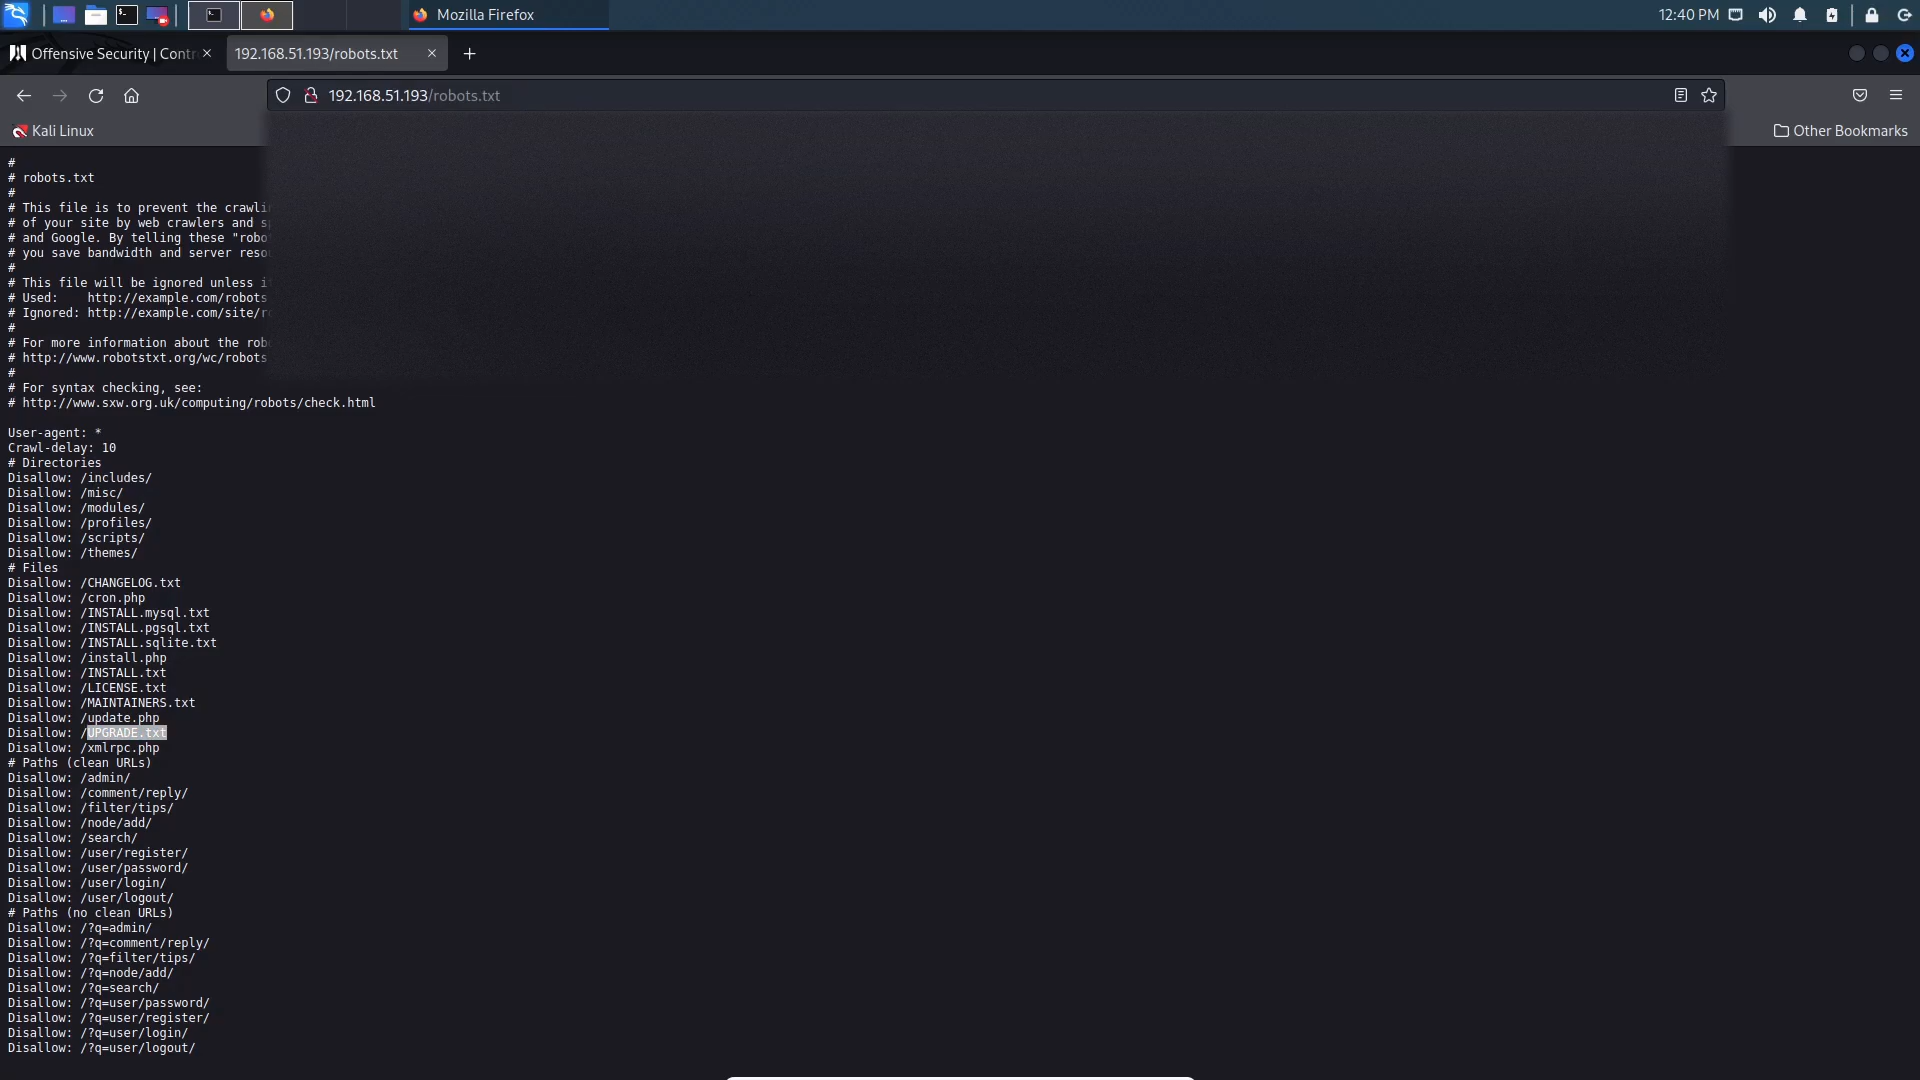 Mozilla Firefox
12:40 PM
Offensive Security | Contr
192.168.51.193/robots.txt
192.168.51.193/robots.txt
Kali Linux
Other Bookmarks
#
# robots.txt
#
# This file is to prevent the crawli
# of your site by web crawlers and s
# and Google. By telling these "robo
# you save bandwidth and server reso
#
# This file will be ignored unless i
# Used:    http://example.com/robots
# Ignored: http://example.com/site/r
#
# For more information about the rob
# http://www.robotstxt.org/wc/robots
#
# For syntax checking, see:
# http://www.sxw.org.uk/computing/robots/check.html
User-agent: *
Crawl-delay: 10
# Directories
Disallow: /includes/
Disallow: /misc/
Disallow: /modules/
Disallow: /profiles/
Disallow: /scripts/
Disallow: /themes/
# Files
Disallow: /CHANGELOG.txt
Disallow: /cron.php
Disallow: /INSTALL.mysql.txt
Disallow: /INSTALL.pgsql.txt
Disallow: /INSTALL.sqlite.txt
Disallow: /install.php
Disallow: /INSTALL.txt
Disallow: /LICENSE.txt
Disallow: /MAINTAINERS.txt
Disallow: /update.php
Disallow: /UPGRADE.txt
Disallow: /xmlrpc.php
# Paths (clean URLs)
Disallow: /admin/
Disallow: /comment/reply/
Disallow: /filter/tips/
Disallow: /node/add/
Disallow: /search/
Disallow: /user/register/
Disallow: /user/password/
Disallow: /user/login/
Disallow: /user/logout/
# Paths (no clean URLs)
Disallow: /?q=admin/
Disallow: /?q=comment/reply/
Disallow: /?q=filter/tips/
Disallow: /?q=node/add/
Disallow: /?q=search/
Disallow: /?q=user/password/
Disallow: /?q=user/register/
Disallow: /?q=user/login/
Disallow: /?q=user/logout/